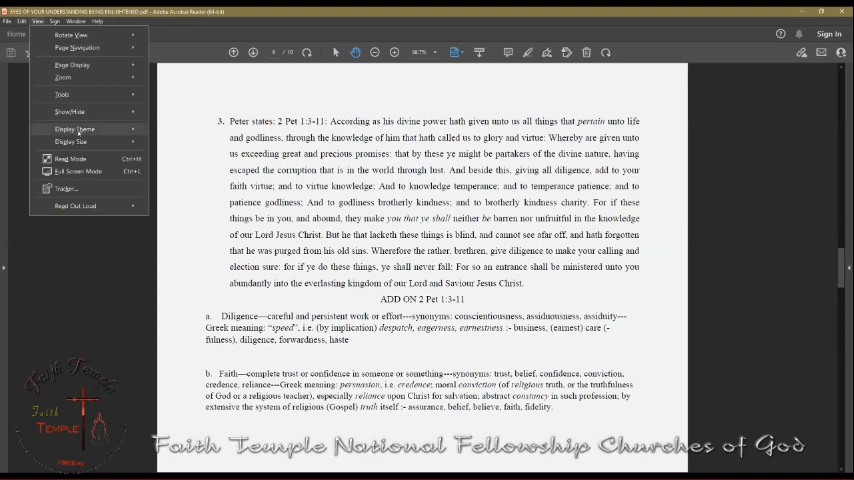 EYES OF YOUR UNDERSTANDING BEING ENLIGHTENED.pdf - Adobe Acrobat Reader (64-bit)
File Edit View Sign Window Help
Home Sign In
6 / 10 98.7%
Rotate View
Page Navigation
Page Display
Zoom
Tools
Show/Hide
Display Theme
Display Size
Read Mode Ctrl+H
Full Screen Mode Ctrl+L
Tracker...
Read Out Loud
3. Peter states: 2 Pet 1:3-11: According as his divine power hath given unto us all things that pertain unto life
and godliness, through the knowledge of him that hath called us to glory and virtue: Whereby are given unto
us exceeding great and precious promises: that by these ye might be partakers of the divine nature, having
escaped the corruption that is in the world through lust. And beside this, giving all diligence, add to your
faith virtue; and to virtue knowledge; And to knowledge temperance; and to temperance patience; and to
patience godliness; And to godliness brotherly kindness; and to brotherly kindness charity. For if these
things be in you, and abound, they make you that ye shall neither be barren nor unfruitful in the knowledge
of our Lord Jesus Christ. But he that lacketh these things is blind, and cannot see afar off, and hath forgotten
that he was purged from his old sins. Wherefore the rather, brethren, give diligence to make your calling and
election sure: for if ye do these things, ye shall never fall: For so an entrance shall be ministered unto you
abundantly into the everlasting kingdom of our Lord and Saviour Jesus Christ.
ADD ON 2 Pet 1:3-11
a. Diligence—careful and persistent work or effort---synonyms: conscientiousness, assiduousness, assiduity---
Greek meaning: “speed”, i.e. (by implication) despatch, eagerness, earnestness :- business, (earnest) care (-
fulness), diligence, forwardness, haste
b. Faith—complete trust or confidence in someone or something---synonyms: trust, belief, confidence, conviction,
credence, reliance---Greek meaning: persuasion, i.e. credence; moral conviction (of religious truth, or the truthfulness
of God or a religious teacher), especially reliance upon Christ for salvation; abstract constancy in such profession; by
extensive the system of religious (Gospel) truth itself :- assurance, belief, believe, faith, fidelity.
Faith Temple
Faith
TEMPLE
Faith Temple National Fellowship Churches of God